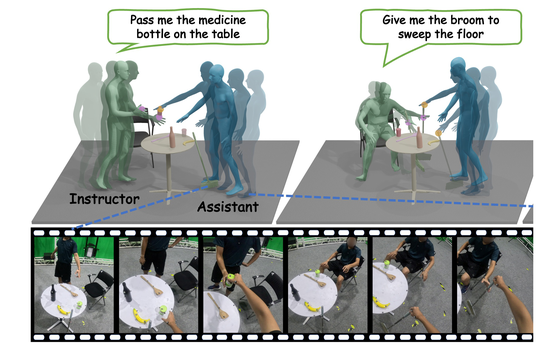 Pass me the medicine
bottle on the table
Give me the broom to
sweep the floor
Instructor
Assistant